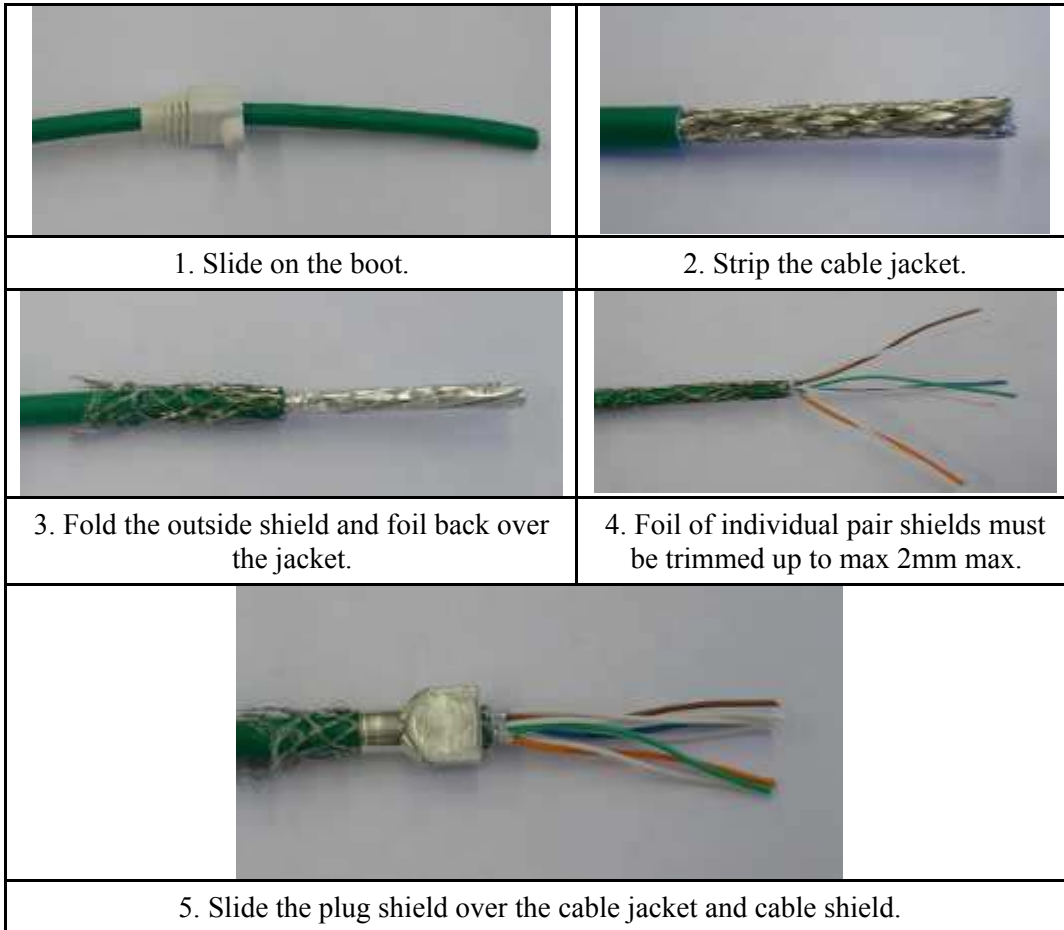 1. Slide on the boot.
2. Strip the cable jacket.
3. Fold the outside shield and foil back over
the jacket.
4. Foil of individual pair shields must
be trimmed up to max 2mm max.
5. Slide the plug shield over the cable jacket and cable shield.